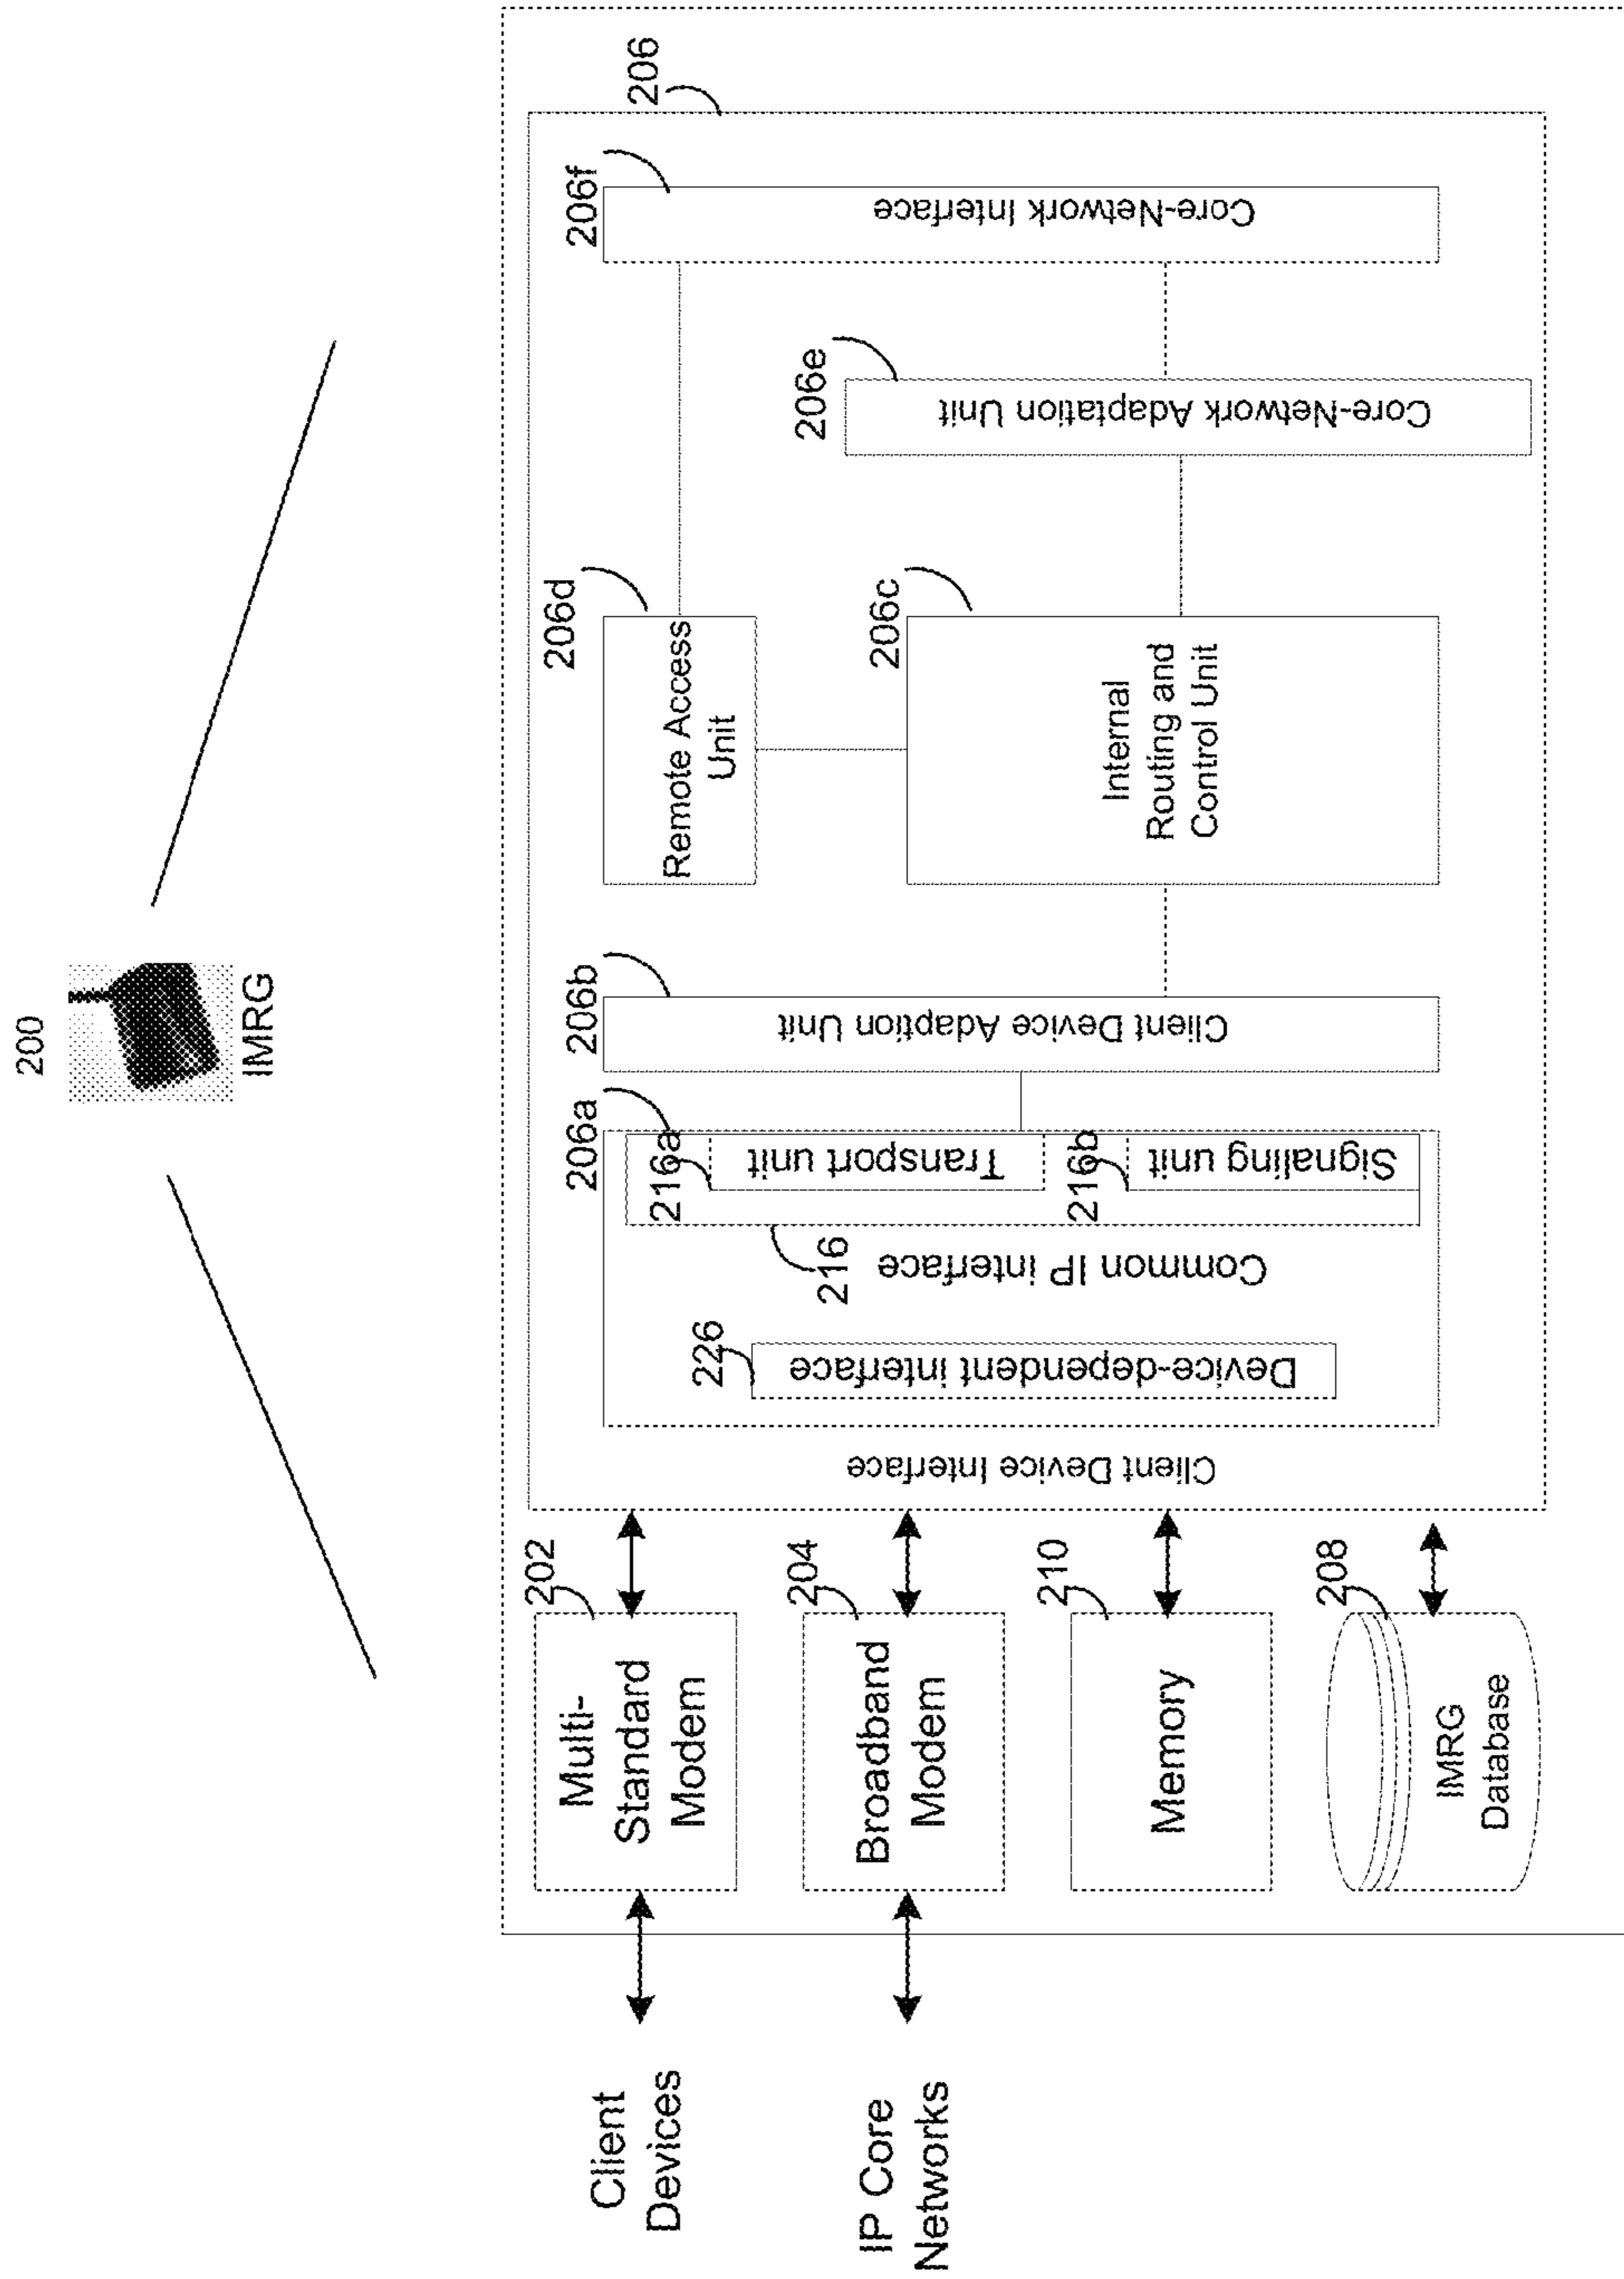 200
IMRG
Client
Devices
IP Core
Networks
202
Multi-
Standard
Modem
204
Broadband
Modem
210
Memory
208
IMRG
Database
206
Client Device Interface
206a
226
Device-dependent interface
216
Common IP interface
216a
Transport unit
216b
Signaling unit
206b
Client Device Adaption Unit
206d
Remote Access
Unit
206c
Internal
Routing and
Control Unit
206e
Core-Network Adaptation Unit
206f
Core-Network Interface